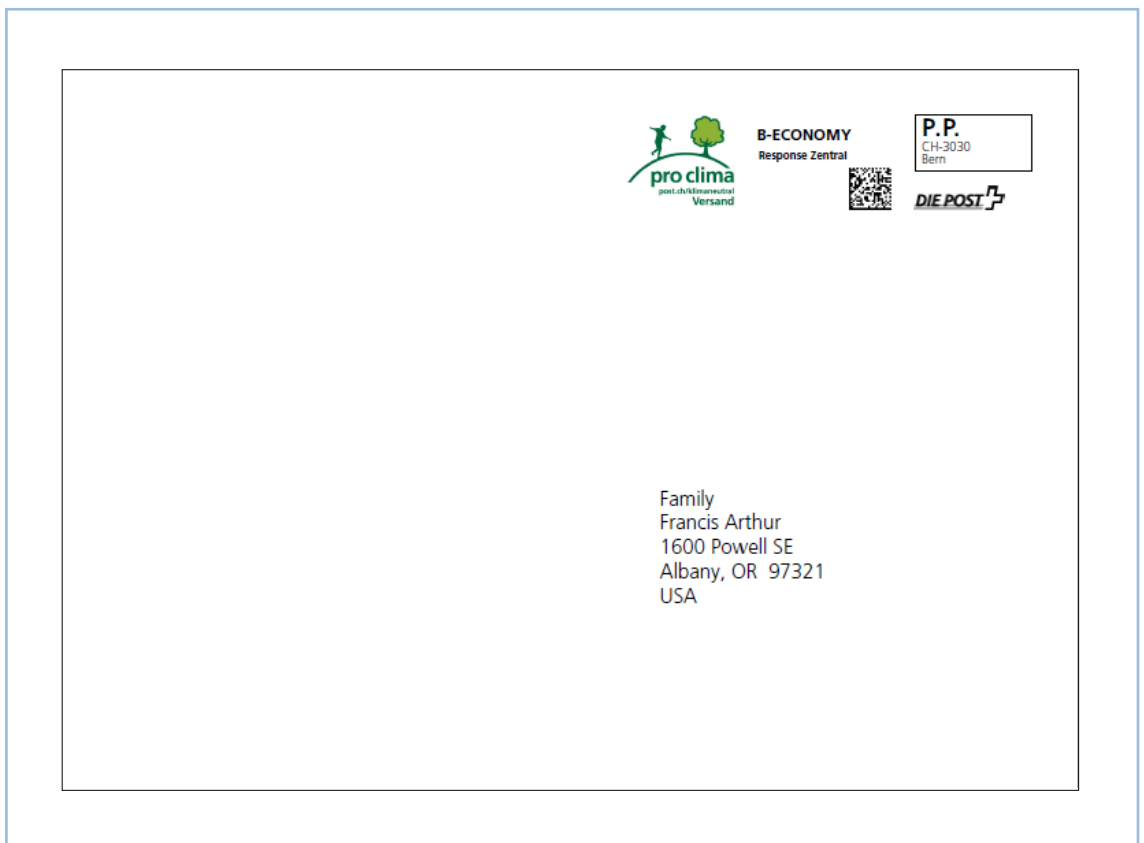 pro clima
post.ch/klimaneutral
Versand
B-ECONOMY
Response Zentral
P.P.
CH-3030
Bern
DIE POST
Family
Francis Arthur
1600 Powell SE
Albany, OR  97321
USA